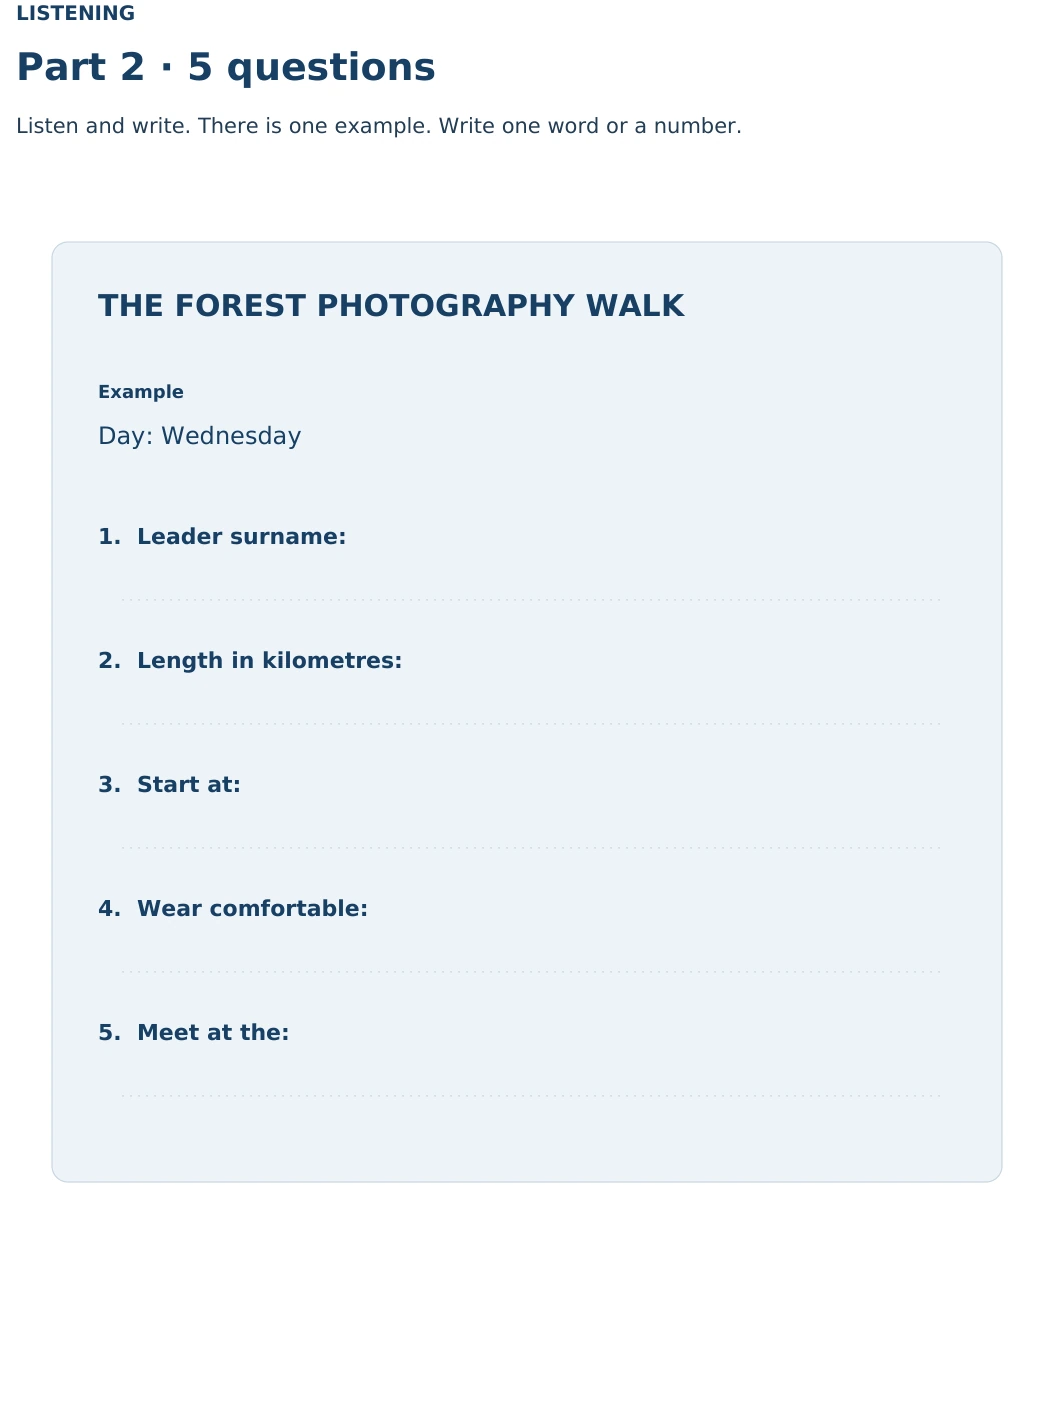 LISTENING
Part 2 · 5 questions
Listen and write. There is one example. Write one word or a number.
THE FOREST PHOTOGRAPHY WALK
Example
Day: Wednesday
1. Leader surname:
2. Length in kilometres:
3. Start at:
4. Wear comfortable:
5. Meet at the: